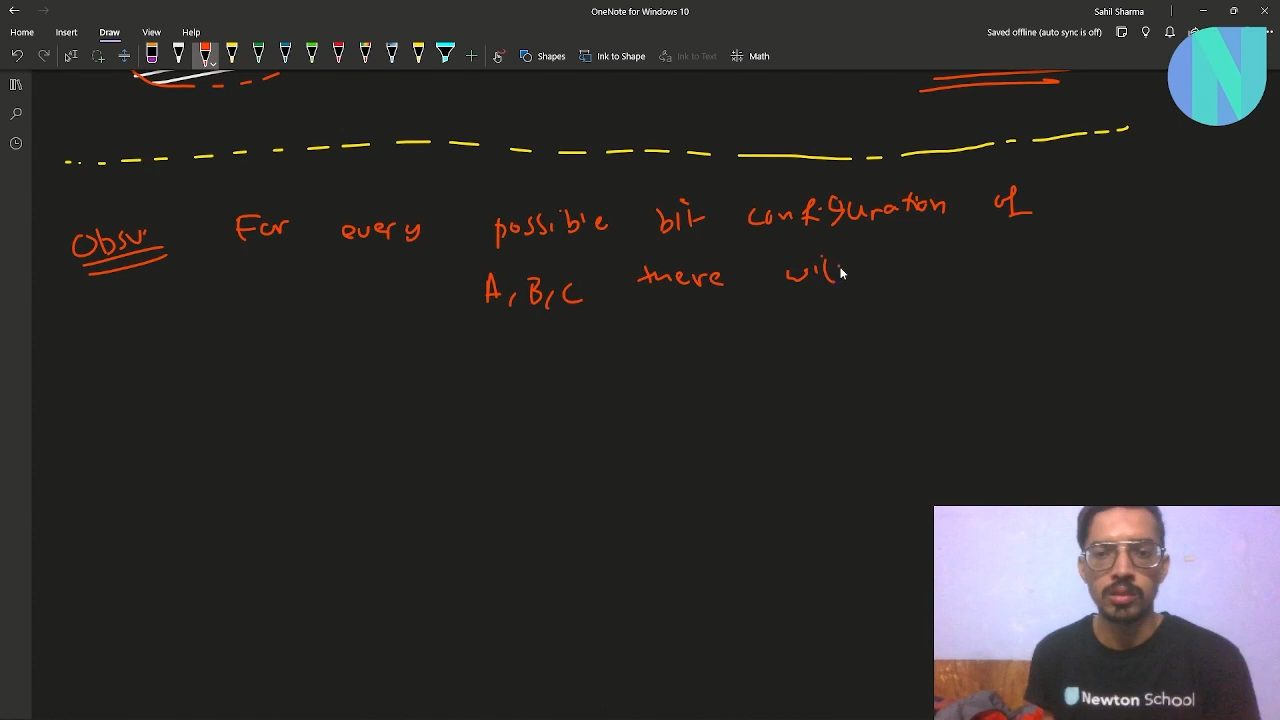 OneNote for Windows 10
Sahil Sharma
Home Insert Draw View Help
Saved offline (auto sync is off)
Shapes Ink to Shape Ink to Text Math
Obsv. For every possible bit configuration of
A, B, C there will
Newton School